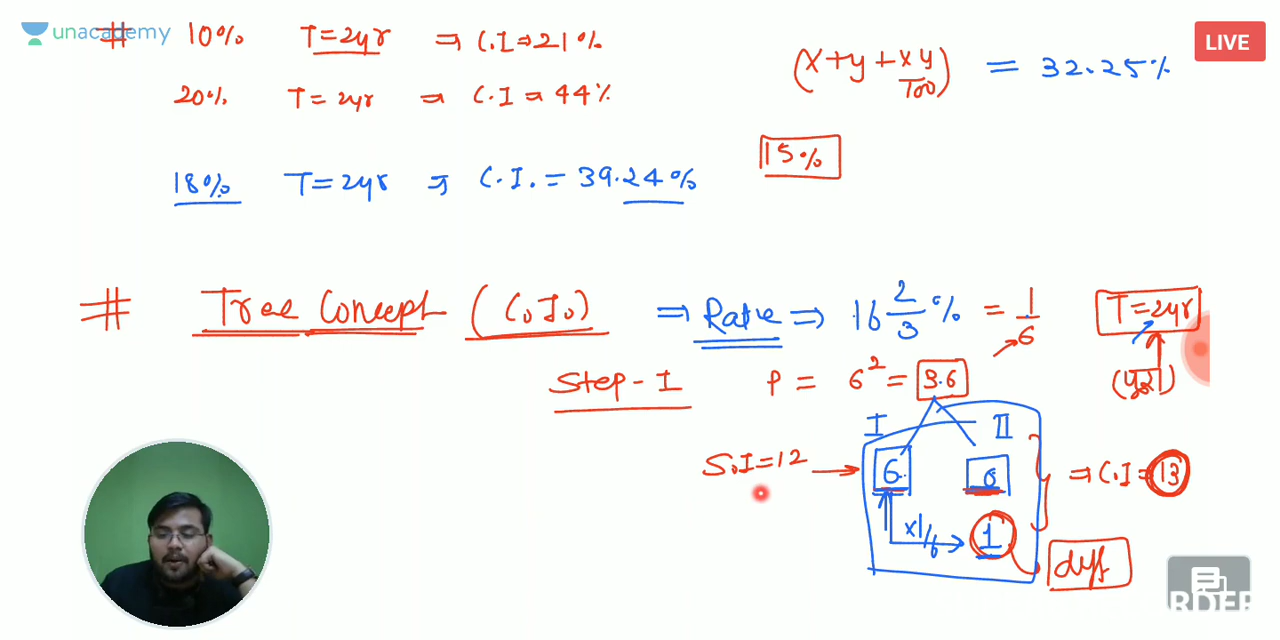 unacademy
LIVE
# 10% T=2yr ⇒ C.I ⇒ 21%
20% T=2yr ⇒ C.I ⇒ 44%
(x+y+xy/100) = 32.25%
15%
18% T=2yr ⇒ C.I. = 39.24%
# Tree Concept (C.I.) ⇒ Rate ⇒ 16 2/3 % = 1/6 T=2yr
Step-I P = 6² = 36
I II
S.I=12 → 6 6 ⇒ C.I = 13
x1/6 → 1
diff